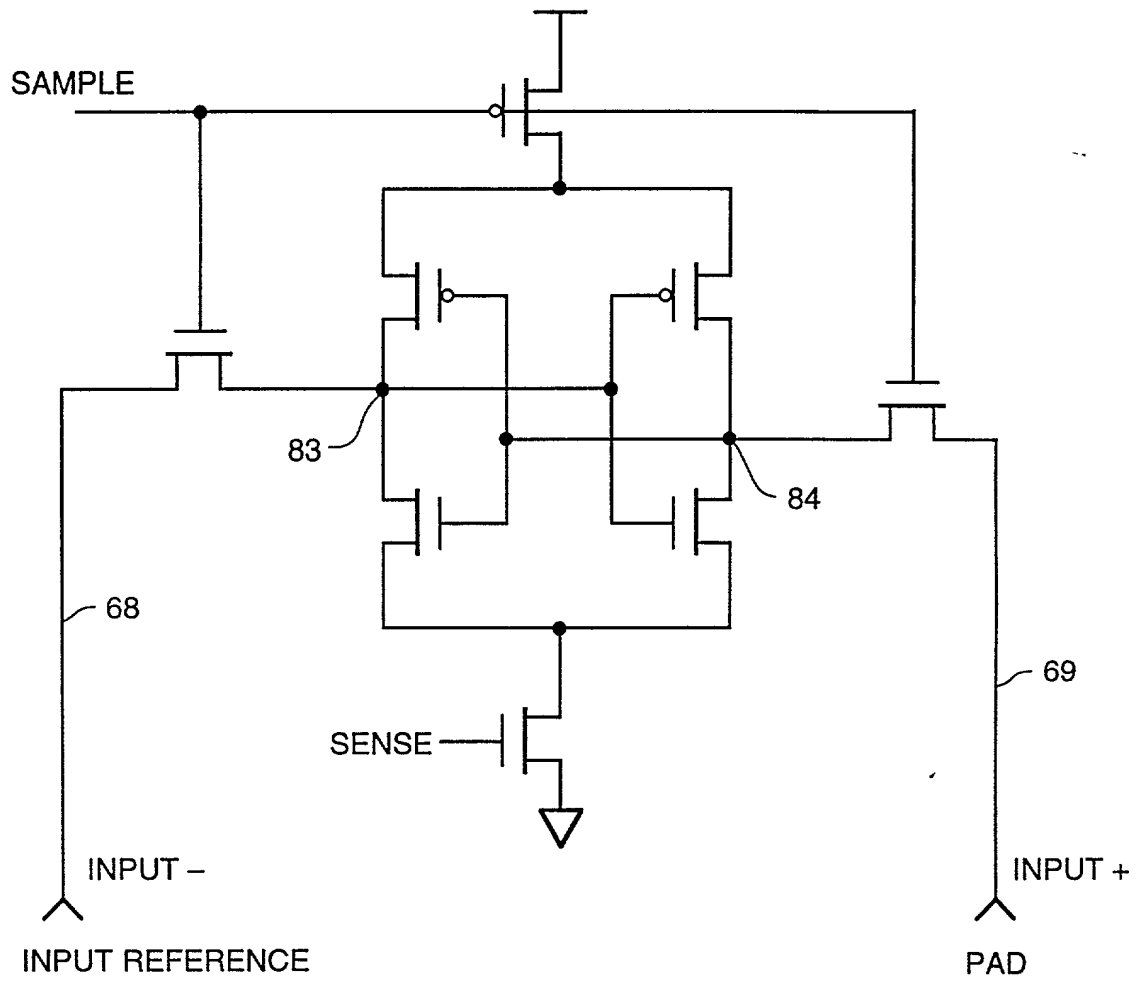 SAMPLE
83
84
68
69
SENSE
INPUT –
INPUT +
INPUT REFERENCE
PAD